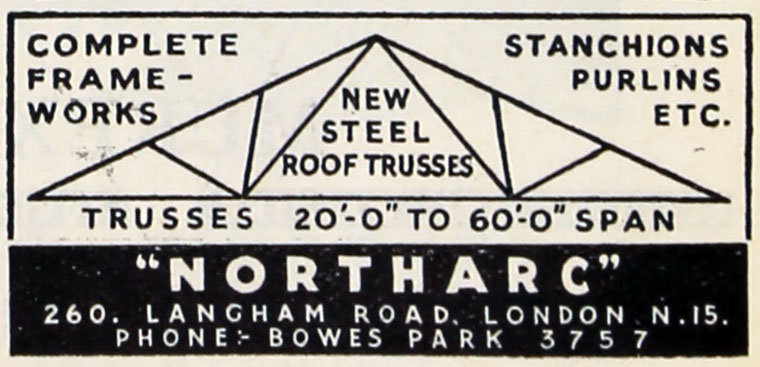 COMPLETE
FRAME-
WORKS
STANCHIONS
PURLINS
ETC.
NEW
STEEL
ROOF TRUSSES
TRUSSES 20'-0" TO 60'-0" SPAN
"NORTHARC"
260. LANGHAM ROAD. LONDON N.15.
PHONE:- BOWES PARK 3757